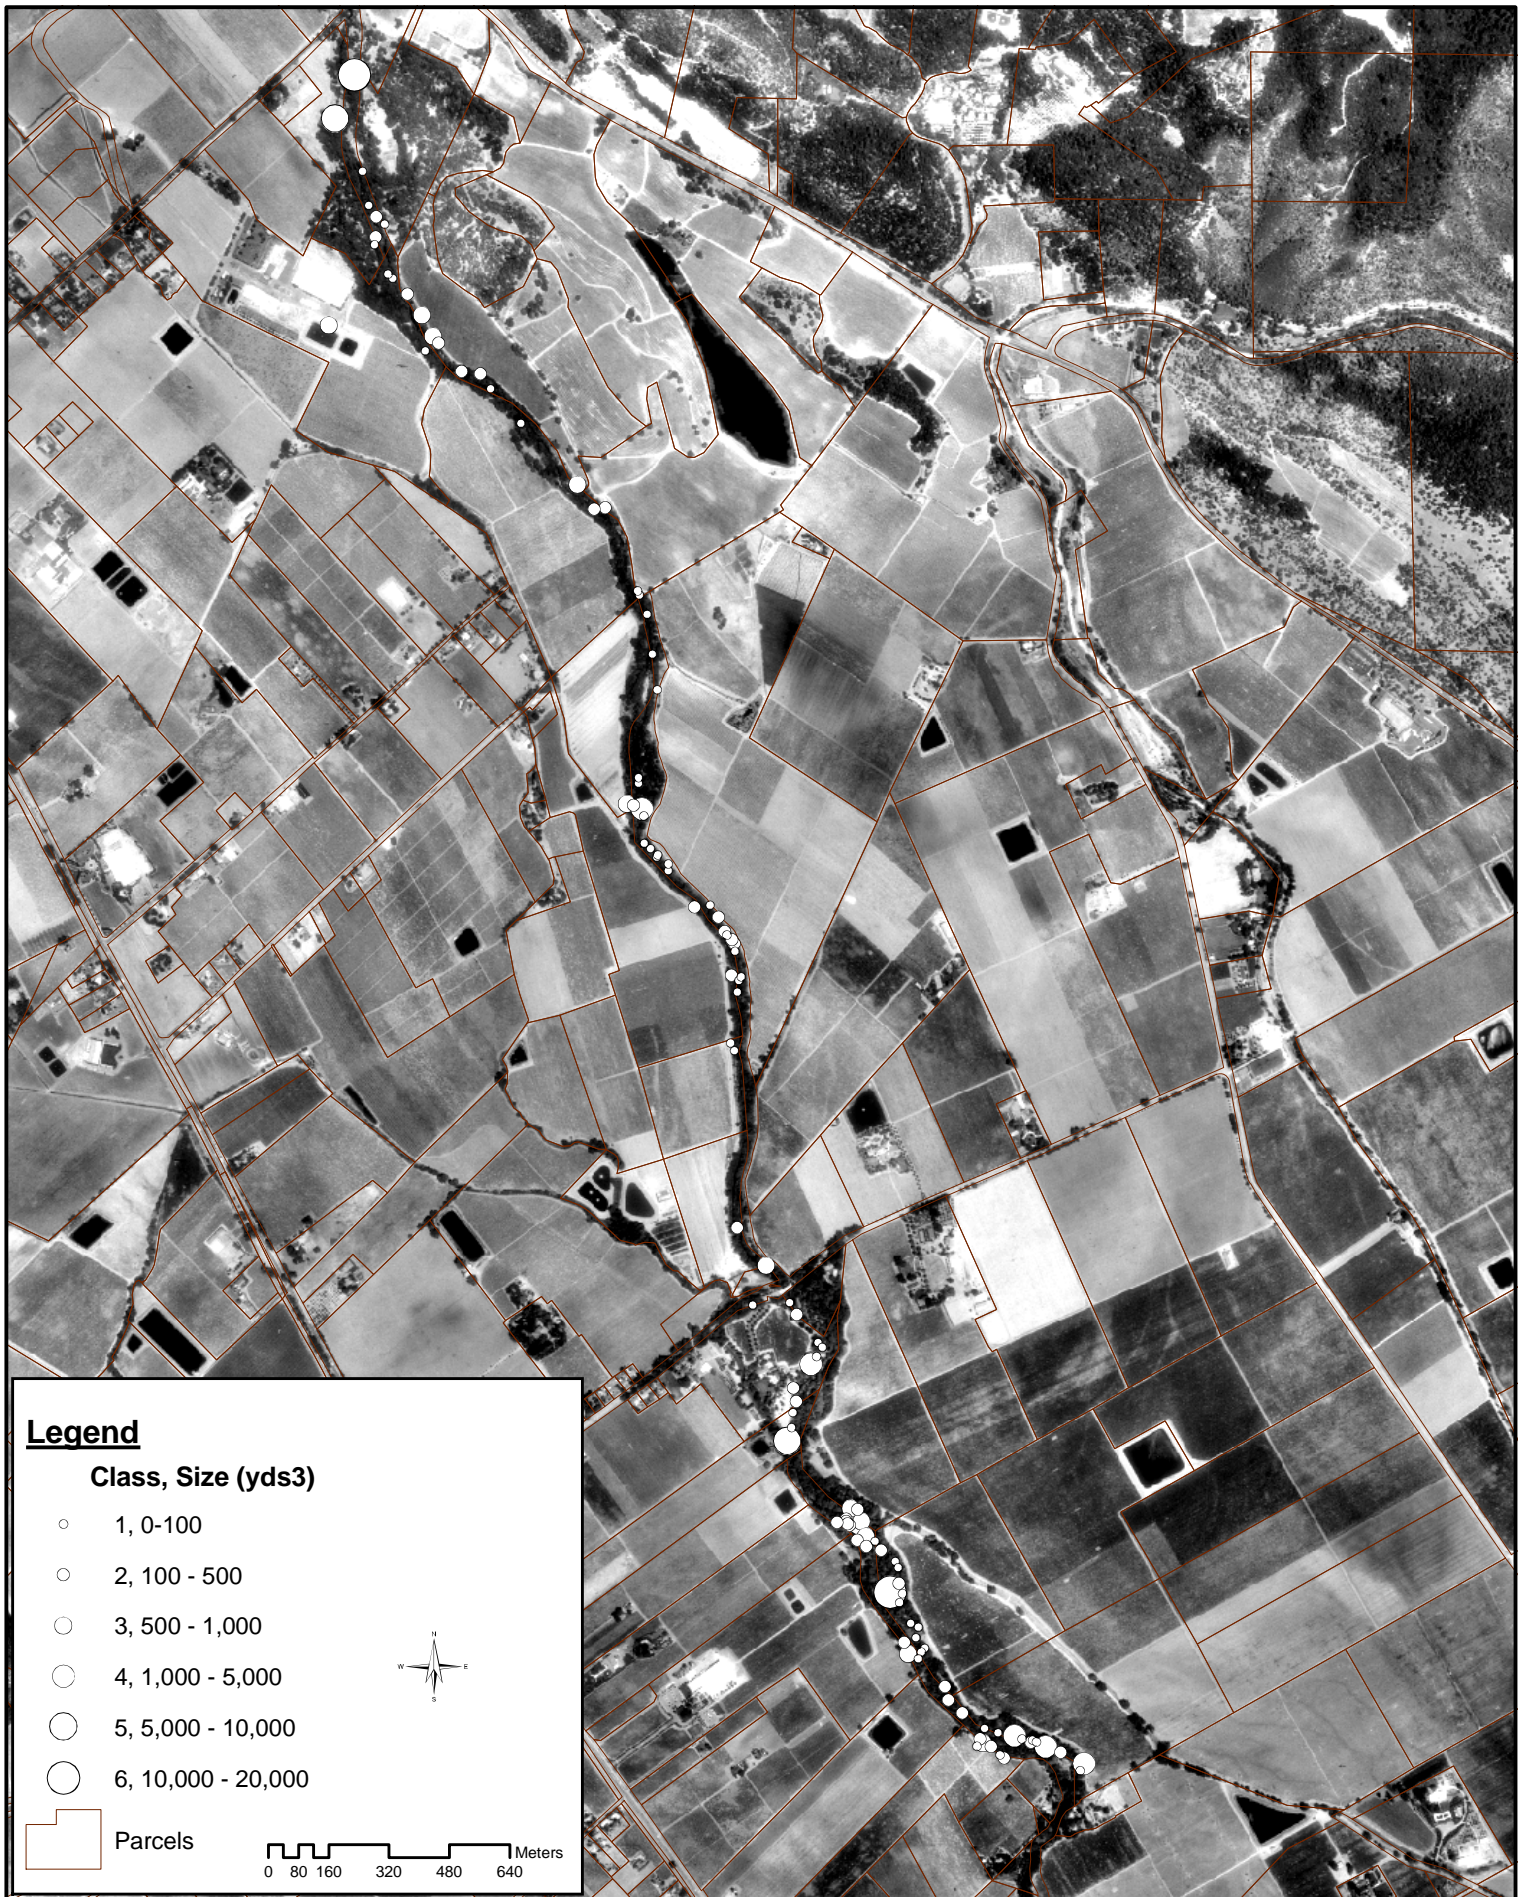 Legend
Class, Size (yds3)
1, 0-100
2, 100 - 500
3, 500 - 1,000
4, 1,000 - 5,000
5, 5,000 - 10,000
6, 10,000 - 20,000
Parcels
N
W E
S
Meters
0 80 160 320 480 640